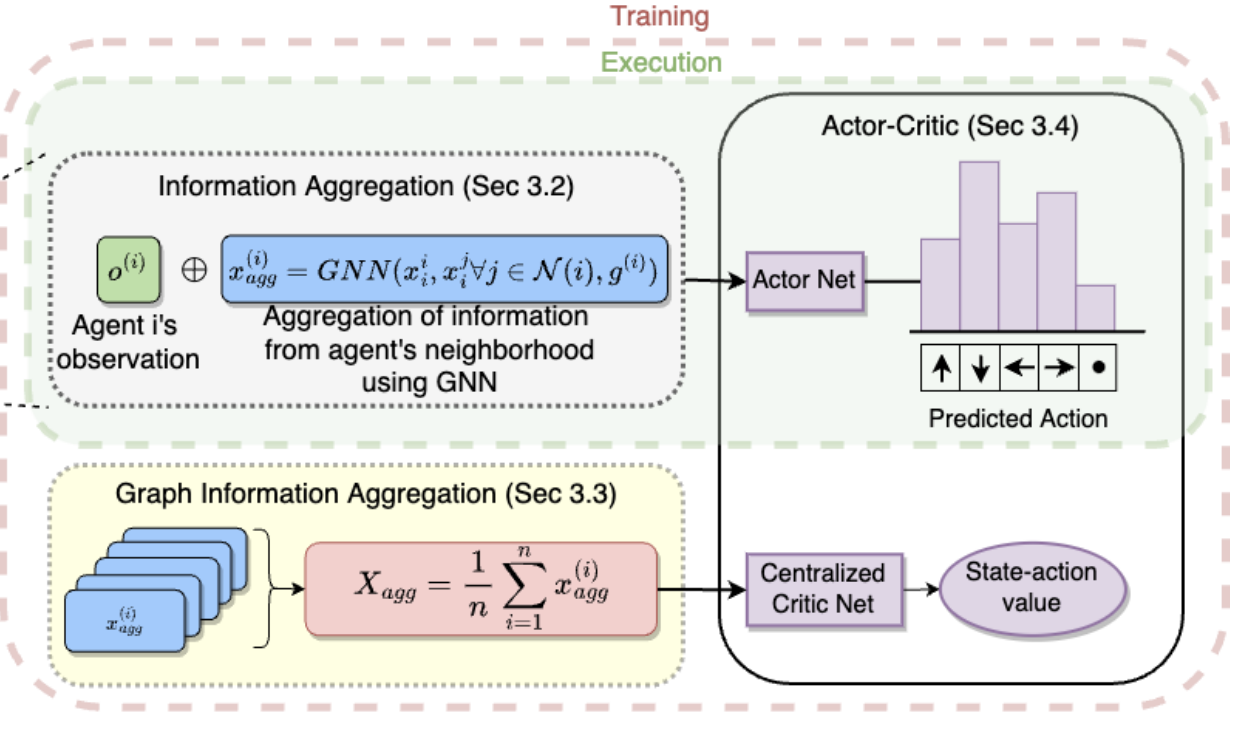 Training
Execution
Information Aggregation (Sec 3.2)
o^{(i)} ⊕ x_{agg}^{(i)} = GNN(x_i^i, x_i^j ∀j ∈ 𝒩(i), g^{(i)})
Agent i's
observation
Aggregation of information
from agent's neighborhood
using GNN
Actor-Critic (Sec 3.4)
Actor Net
↑ ↓ ← → •
Predicted Action
Graph Information Aggregation (Sec 3.3)
x_{agg}^{(i)}
X_{agg} = \frac{1}{n} \sum_{i=1}^{n} x_{agg}^{(i)}
Centralized
Critic Net
State-action
value